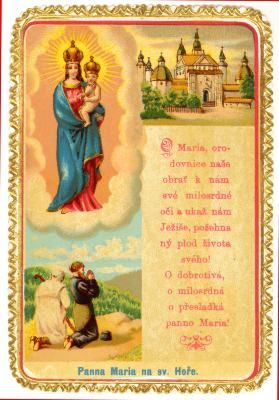 O Maria, oro-
dovnice naše
obrať k nám
své milosrdné
oči a ukaž nám
Ježíše, požehna
ný plod života
svého!
O dobrotivá,
o milosrdná
o přesladká
panno Maria!
Panna Maria na sv. Hoře.